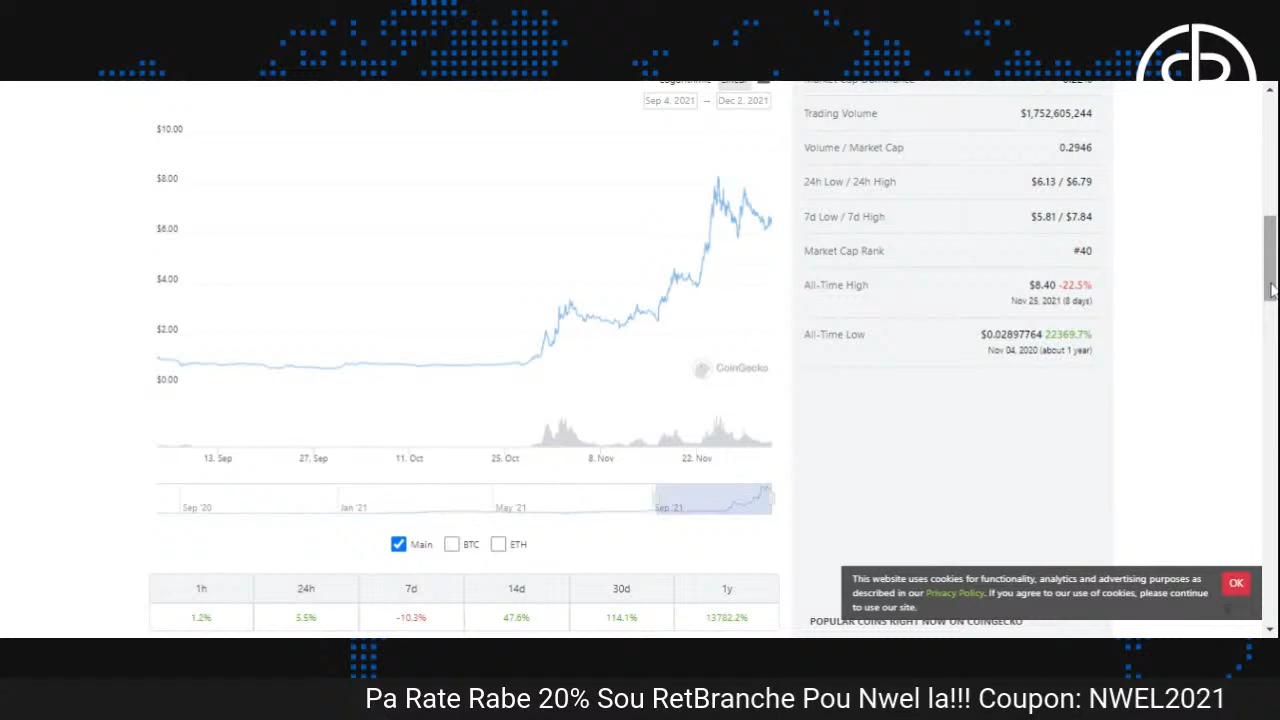 Logarithmic Linear
Sep 4, 2021 → Dec 2, 2021
$10.00
$8.00
$6.00
$4.00
$2.00
$0.00
CoinGecko
13. Sep 27. Sep 11. Oct 25. Oct 8. Nov 22. Nov
Sep '20 Jan '21 May '21 Sep '21
Main BTC ETH
1h 24h 7d 14d 30d 1y
1.2% 5.5% -10.3% 47.6% 114.1% 13782.2%
Market Cap Dominance
Trading Volume $1,752,605,244
Volume / Market Cap 0.2946
24h Low / 24h High $6.13 / $6.79
7d Low / 7d High $5.81 / $7.84
Market Cap Rank #40
All-Time High $8.40 -22.5%
Nov 25, 2021 (8 days)
All-Time Low $0.02897764 22369.7%
Nov 04, 2020 (about 1 year)
This website uses cookies for functionality, analytics and advertising purposes as
described in our Privacy Policy. If you agree to our use of cookies, please continue
to use our site.
OK
POPULAR COINS RIGHT NOW ON COINGECKO
Pa Rate Rabe 20% Sou RetBranche Pou Nwel la!!! Coupon: NWEL2021